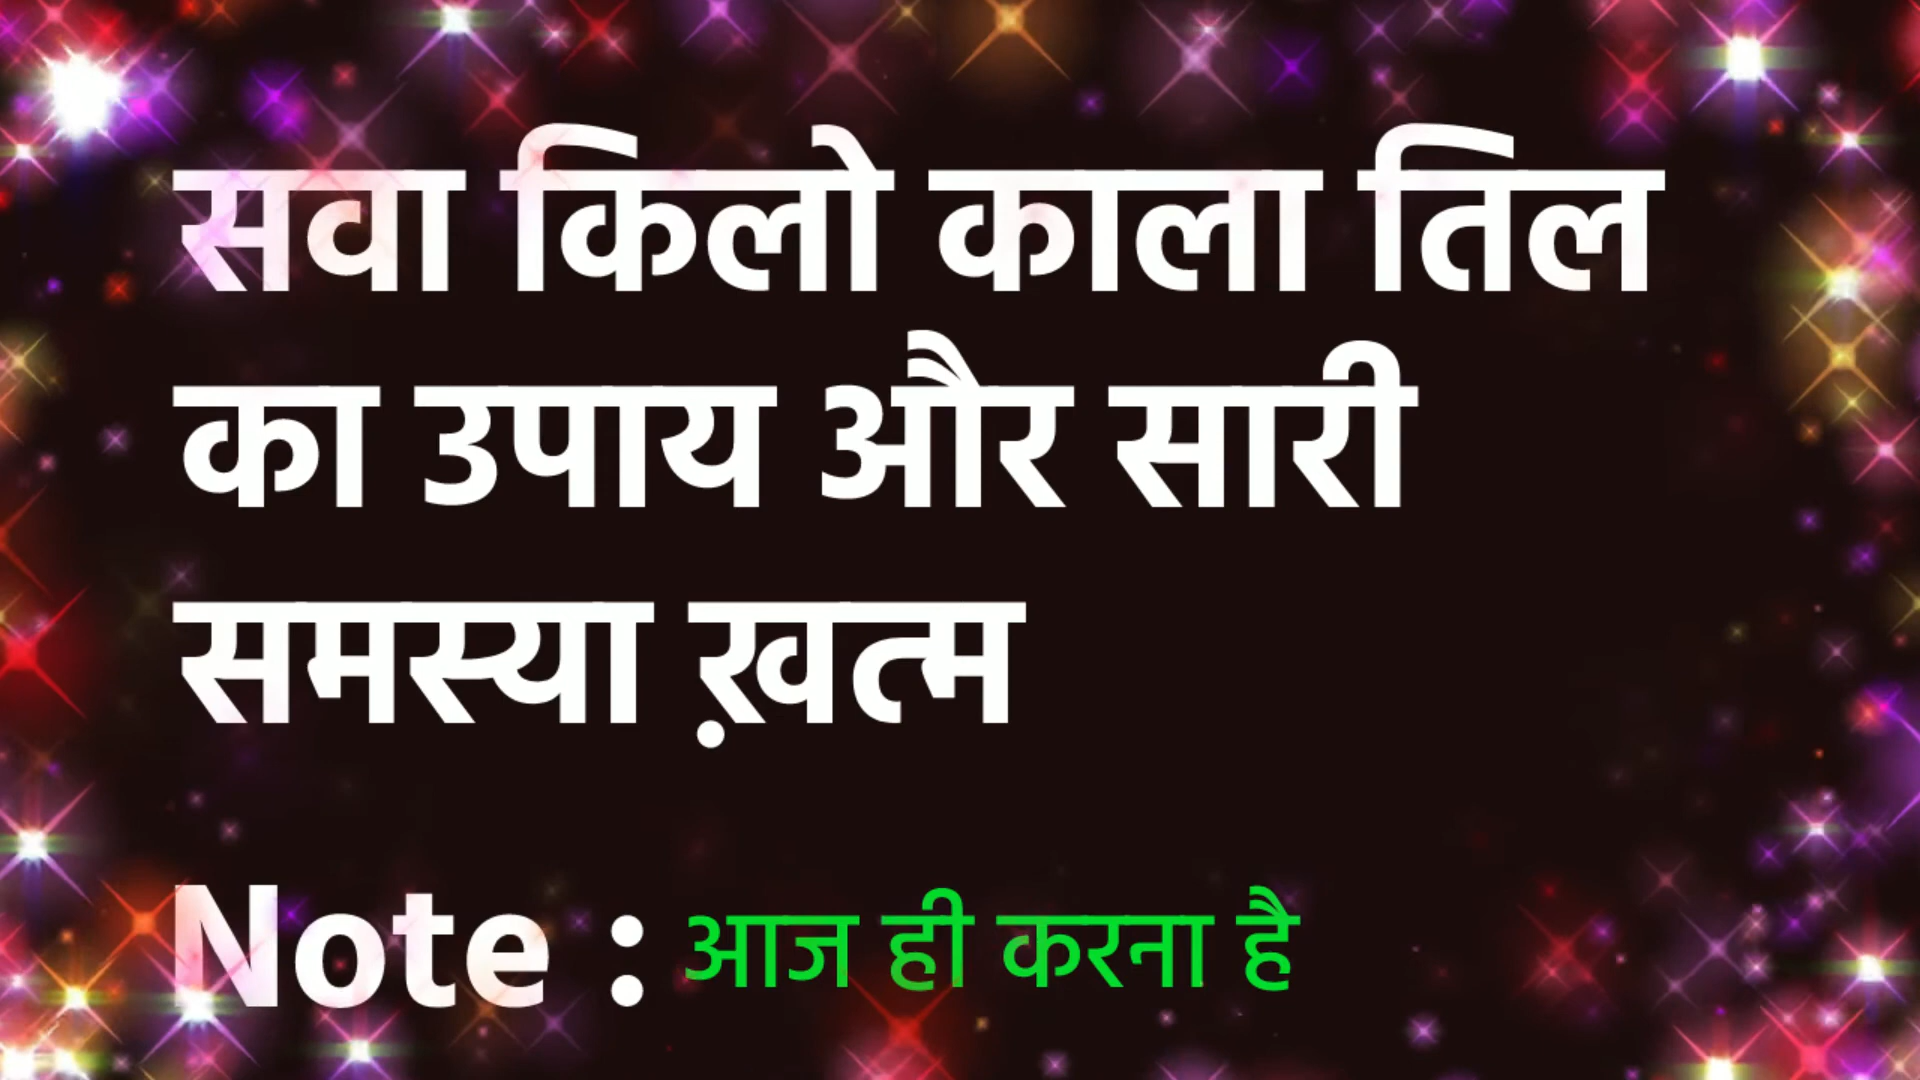 सवा किलो काला तिल
का उपाय और सारी
समस्या ख़त्म
Note : आज ही करना है